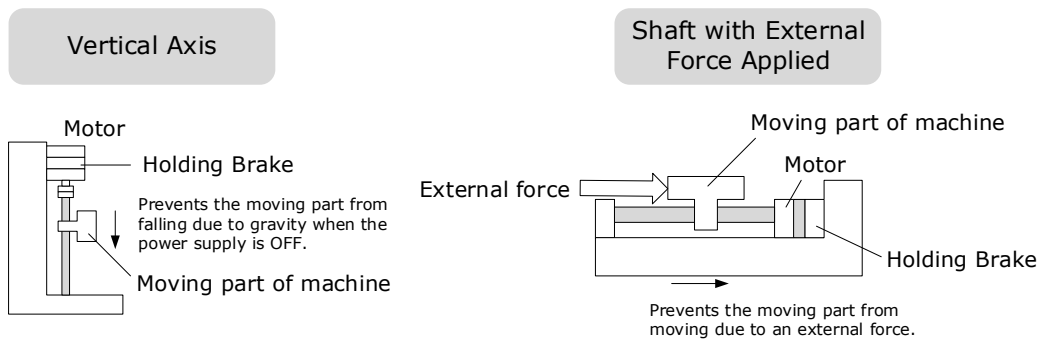 Vertical Axis
Motor
Holding Brake
Prevents the moving part from
falling due to gravity when the
power supply is OFF.
Moving part of machine
Shaft with External
Force Applied
Moving part of machine
Motor
External force
Holding Brake
Prevents the moving part from
moving due to an external force.